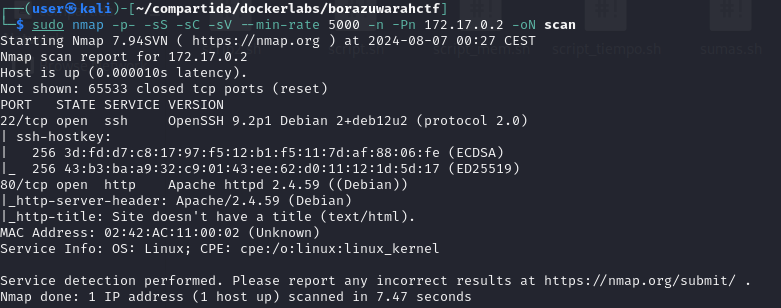 (user㉿kali)-[~/compartida/dockerlabs/borazuwarahctf]
$ sudo nmap -p- -sS -sC -sV --min-rate 5000 -n -Pn 172.17.0.2 -oN scan
Starting Nmap 7.94SVN ( https://nmap.org ) at 2024-08-07 00:27 CEST
Nmap scan report for 172.17.0.2
Host is up (0.000010s latency).
Not shown: 65533 closed tcp ports (reset)
PORT   STATE SERVICE VERSION
22/tcp open  ssh     OpenSSH 9.2p1 Debian 2+deb12u2 (protocol 2.0)
| ssh-hostkey:
|   256 3d:fd:d7:c8:17:97:f5:12:b1:f5:11:7d:af:88:06:fe (ECDSA)
|_  256 43:b3:ba:a9:32:c9:01:43:ee:62:d0:11:12:1d:5d:17 (ED25519)
80/tcp open  http    Apache httpd 2.4.59 ((Debian))
|_http-server-header: Apache/2.4.59 (Debian)
|_http-title: Site doesn't have a title (text/html).
MAC Address: 02:42:AC:11:00:02 (Unknown)
Service Info: OS: Linux; CPE: cpe:/o:linux:linux_kernel
Service detection performed. Please report any incorrect results at https://nmap.org/submit/ .
Nmap done: 1 IP address (1 host up) scanned in 7.47 seconds